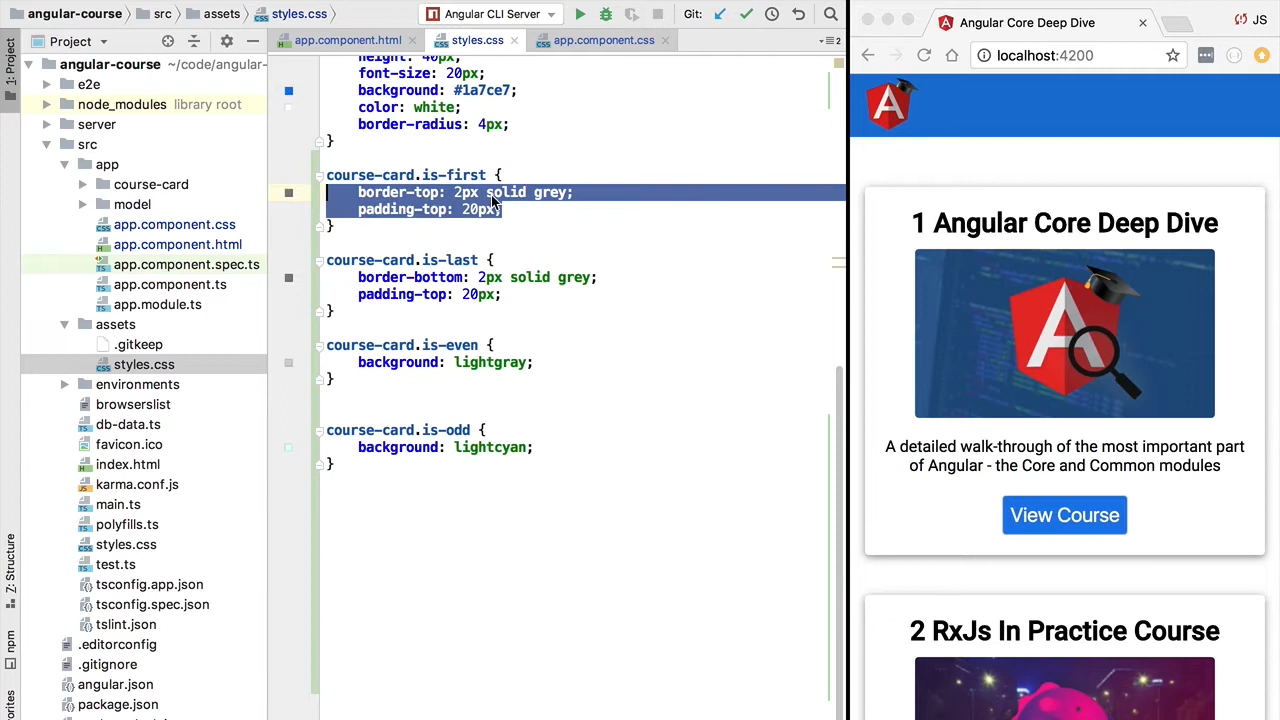 angular-course
src
assets
styles.css
Angular CLI Server
Git:
Project
app.component.html
styles.css
app.component.css
2
1: Project
Z: Structure
npm
angular-course ~/code/angular-
e2e
node_modules library root
server
src
app
course-card
model
app.component.css
app.component.html
app.component.spec.ts
app.component.ts
app.module.ts
assets
.gitkeep
styles.css
environments
browserslist
db-data.ts
favicon.ico
index.html
karma.conf.js
main.ts
polyfills.ts
styles.css
test.ts
tsconfig.app.json
tsconfig.spec.json
tslint.json
.editorconfig
.gitignore
angular.json
package.json
height: 40px;
font-size: 20px;
background: #1a7ce7;
color: white;
border-radius: 4px;
}
course-card.is-first {
border-top: 2px solid grey;
padding-top: 20px;
}
course-card.is-last {
border-bottom: 2px solid grey;
padding-top: 20px;
}
course-card.is-even {
background: lightgray;
}
course-card.is-odd {
background: lightcyan;
}
Angular Core Deep Dive
JS
localhost:4200
1 Angular Core Deep Dive
A detailed walk-through of the most important part
of Angular - the Core and Common modules
View Course
2 RxJs In Practice Course